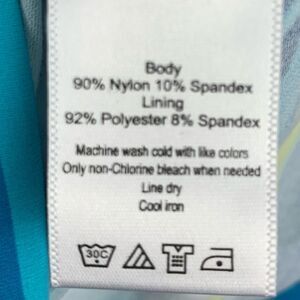 Body
90% Nylon 10% Spandex
Lining
92% Polyester 8% Spandex
Machine wash cold with like colors
Only non-Chlorine bleach when needed
Line dry
Cool iron
30C